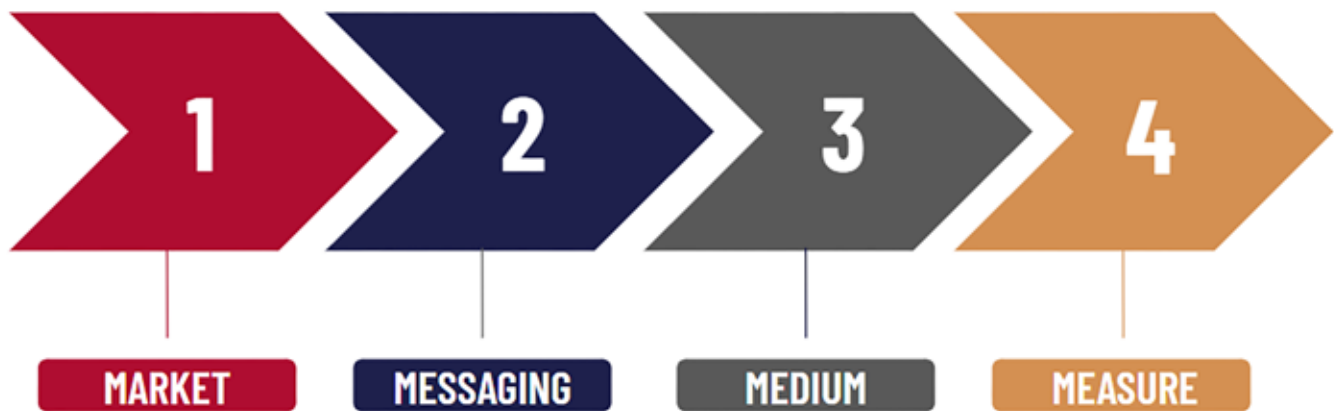 1
2
3
4
MARKET
MESSAGING
MEDIUM
MEASURE